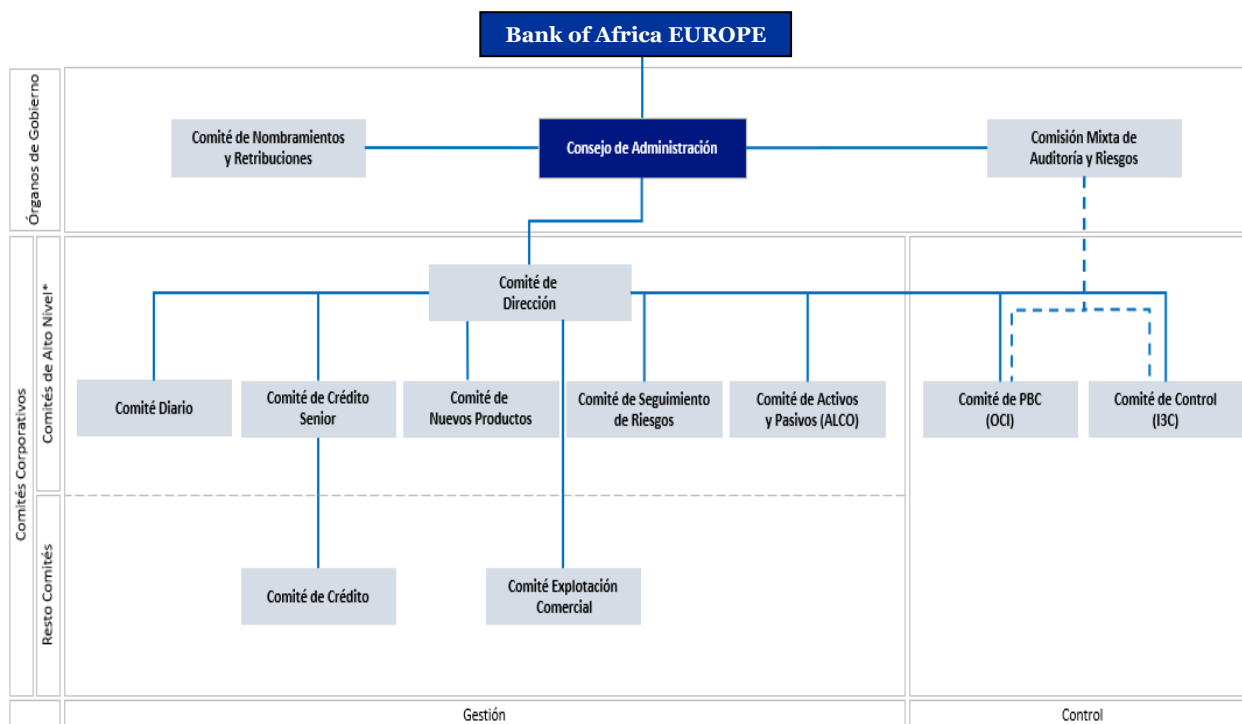 Bank of Africa EUROPE
Órganos de Gobierno
Comité de Nombramientos
y Retribuciones
Consejo de Administración
Comisión Mixta de
Auditoría y Riesgos
Comités Corporativos
Comités de Alto Nivel*
Comité de
Dirección
Comité Diario
Comité de Crédito
Senior
Comité de
Nuevos Productos
Comité de Seguimiento
de Riesgos
Comité de Activos
y Pasivos (ALCO)
Comité de PBC
(OCI)
Comité de Control
(I3C)
Resto Comités
Comité de Crédito
Comité Explotación
Comercial
Gestión
Control